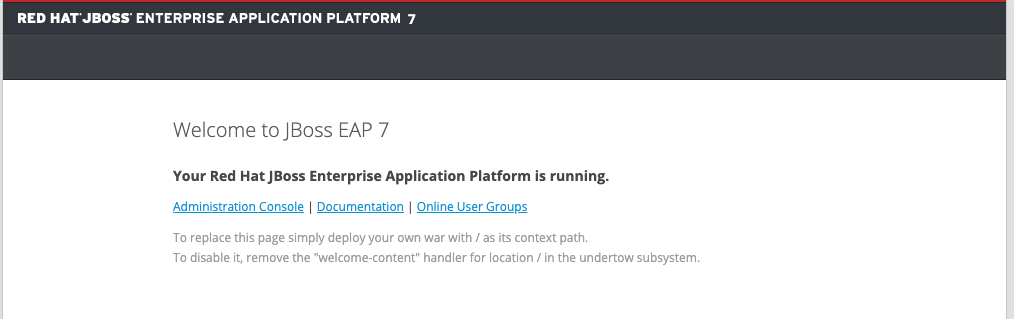 RED HAT® JBOSS® ENTERPRISE APPLICATION PLATFORM 7
Welcome to JBoss EAP 7
Your Red Hat JBoss Enterprise Application Platform is running.
Administration Console | Documentation | Online User Groups
To replace this page simply deploy your own war with / as its context path.
To disable it, remove the "welcome-content" handler for location / in the undertow subsystem.